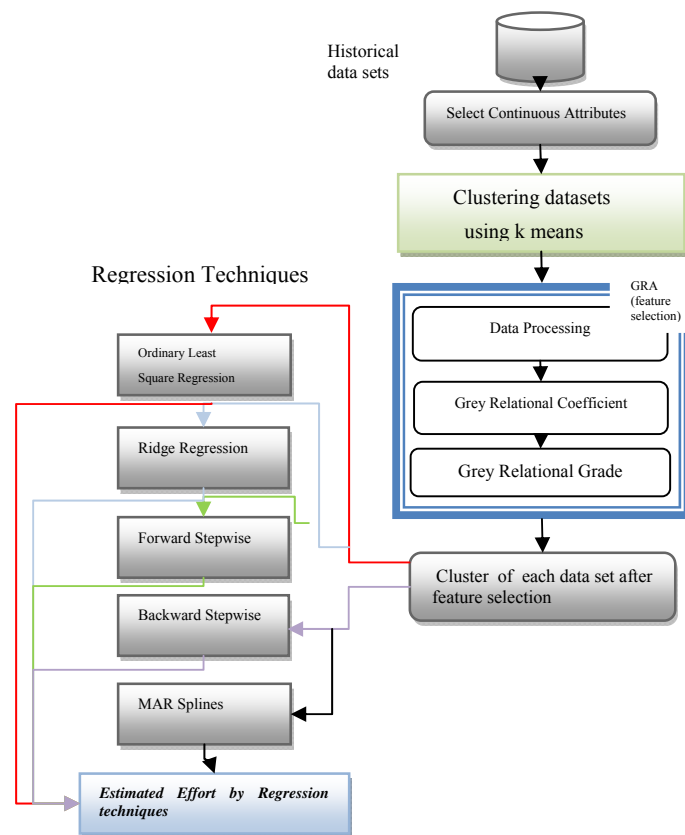 Historical
data sets
Select Continuous Attributes
Clustering datasets
using k means
Regression Techniques
GRA
(feature
selection)
Data Processing
Ordinary Least
Square Regression
Grey Relational Coefficient
Ridge Regression
Grey Relational Grade
Forward Stepwise
Cluster of each data set after
feature selection
Backward Stepwise
MAR Splines
Estimated Effort by Regression
techniques